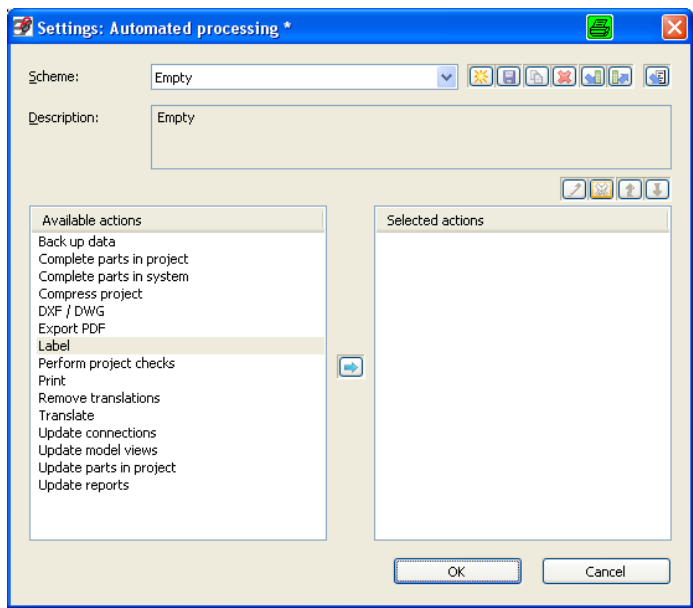 Settings: Automated processing *
Scheme:
Empty
Description:
Empty
Available actions
Selected actions
Back up data
Complete parts in project
Complete parts in system
Compress project
DXF / DWG
Export PDF
Label
Perform project checks
Print
Remove translations
Translate
Update connections
Update model views
Update parts in project
Update reports
OK
Cancel